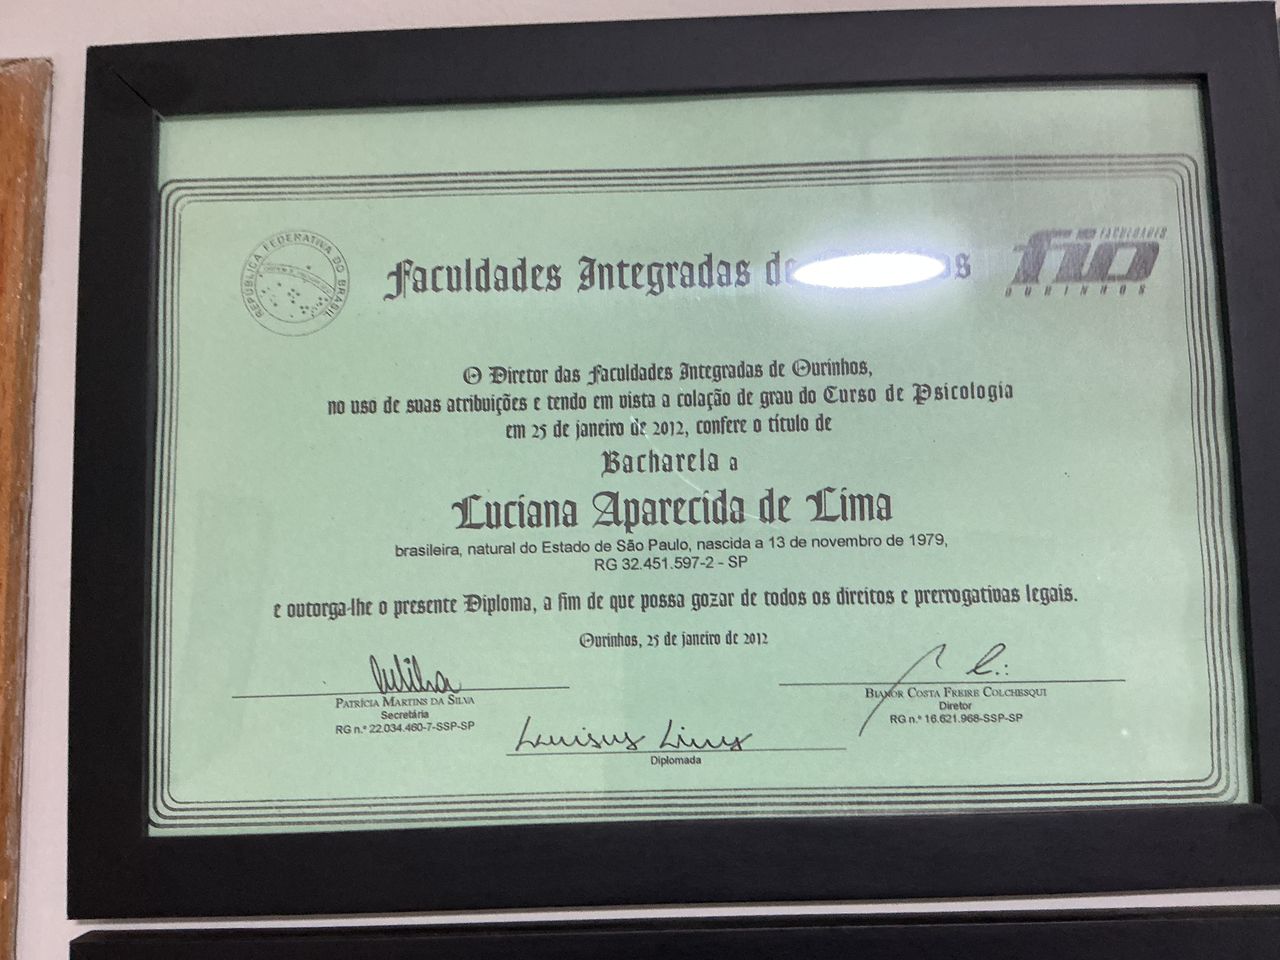 REPÚBLICA FEDERATIVA DO BRASIL
Faculdades Integradas de
FACULDADES
fio
OURINHOS
O Diretor das Faculdades Integradas de Ourinhos,
no uso de suas atribuições e tendo em vista a colação de grau do Curso de Psicologia
em 25 de janeiro de 2012, confere o título de
Bacharela a
Luciana Aparecida de Lima
brasileira, natural do Estado de São Paulo, nascida a 13 de novembro de 1979,
RG 32.451.597-2 - SP
e outorga-lhe o presente Diploma, a fim de que possa gozar de todos os direitos e prerrogativas legais.
Ourinhos, 25 de janeiro de 2012
PATRÍCIA MARTINS DA SILVA
Secretária
RG n.º 22.034.460-7-SSP-SP
BIANOR COSTA FREIRE COLCHESQUI
Diretor
RG n.º 16.621.968-SSP-SP
Diplomada